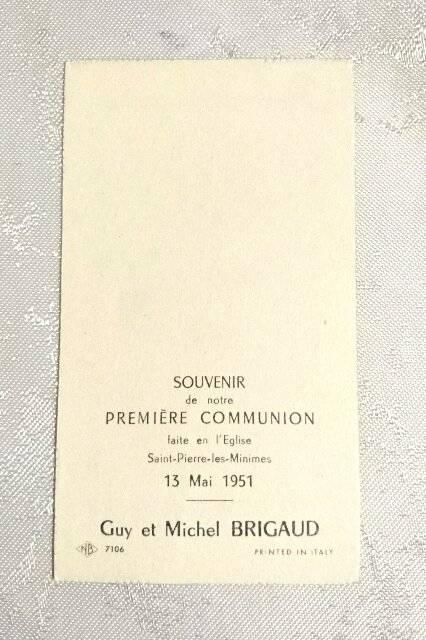 SOUVENIR
de notre
PREMIÈRE COMMUNION
faite en l'Eglise
Saint-Pierre-les-Minimes
13 Mai 1951
Guy et Michel BRIGAUD
NB 7106 PRINTED IN ITALY